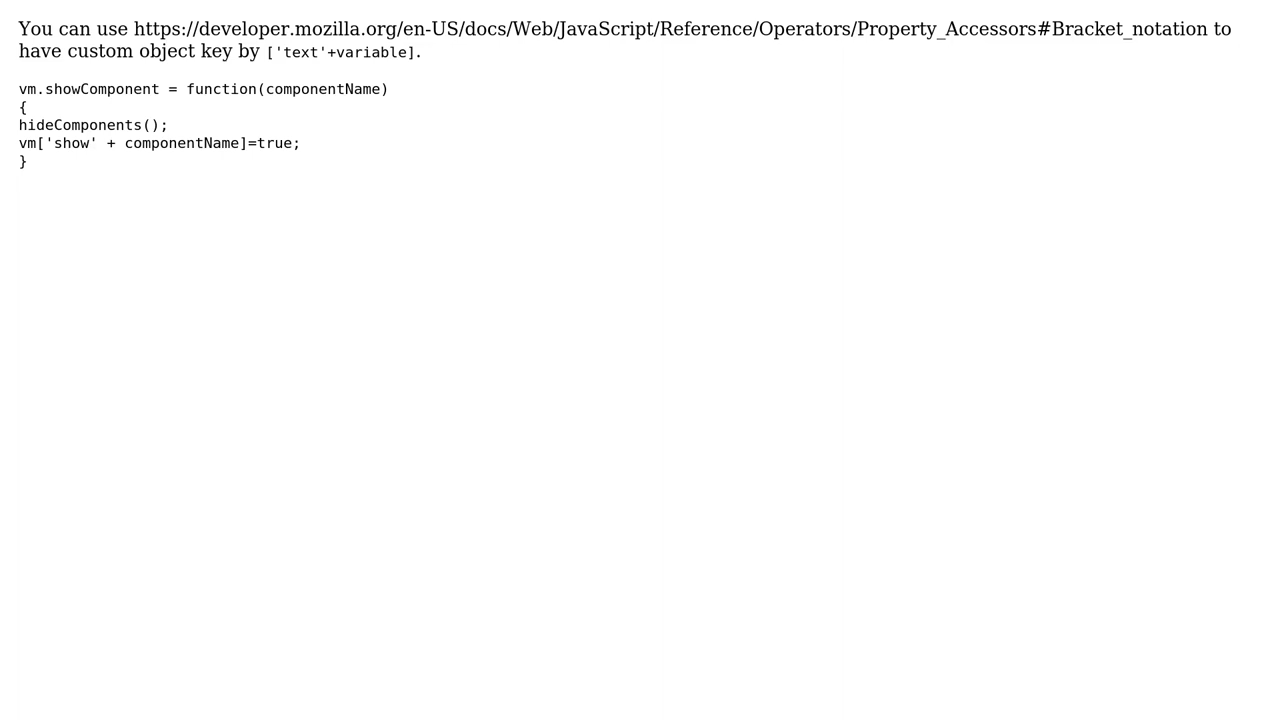 You can use https://developer.mozilla.org/en-US/docs/Web/JavaScript/Reference/Operators/Property_Accessors#Bracket_notation to
have custom object key by ['text'+variable].
vm.showComponent = function(componentName)
{
hideComponents();
vm['show' + componentName]=true;
}